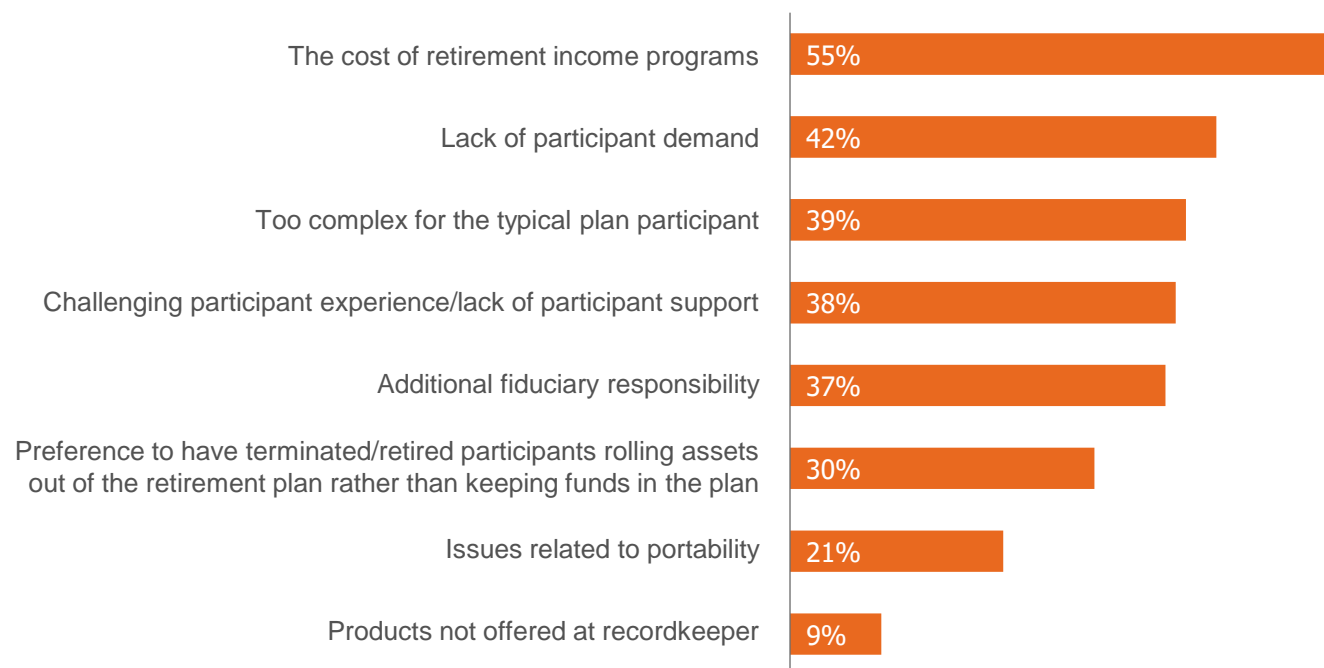 The cost of retirement income programs 55%
Lack of participant demand 42%
Too complex for the typical plan participant 39%
Challenging participant experience/lack of participant support 38%
Additional fiduciary responsibility 37%
Preference to have terminated/retired participants rolling assets
out of the retirement plan rather than keeping funds in the plan 30%
Issues related to portability 21%
Products not offered at recordkeeper 9%